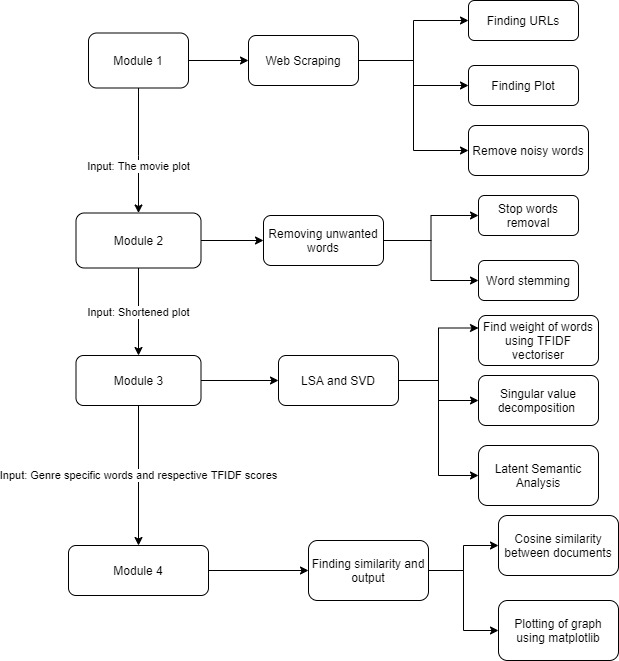 Finding URLs
Module 1
Web Scraping
Finding Plot
Remove noisy words
Input: The movie plot
Stop words
removal
Module 2
Removing unwanted
words
Word stemming
Input: Shortened plot
Find weight of words
using TFIDF
vectoriser
Module 3
LSA and SVD
Singular value
decomposition
Latent Semantic
Analysis
Input: Genre specific words and respective TFIDF scores
Cosine similarity
between documents
Module 4
Finding similarity and
output
Plotting of graph
using matplotlib